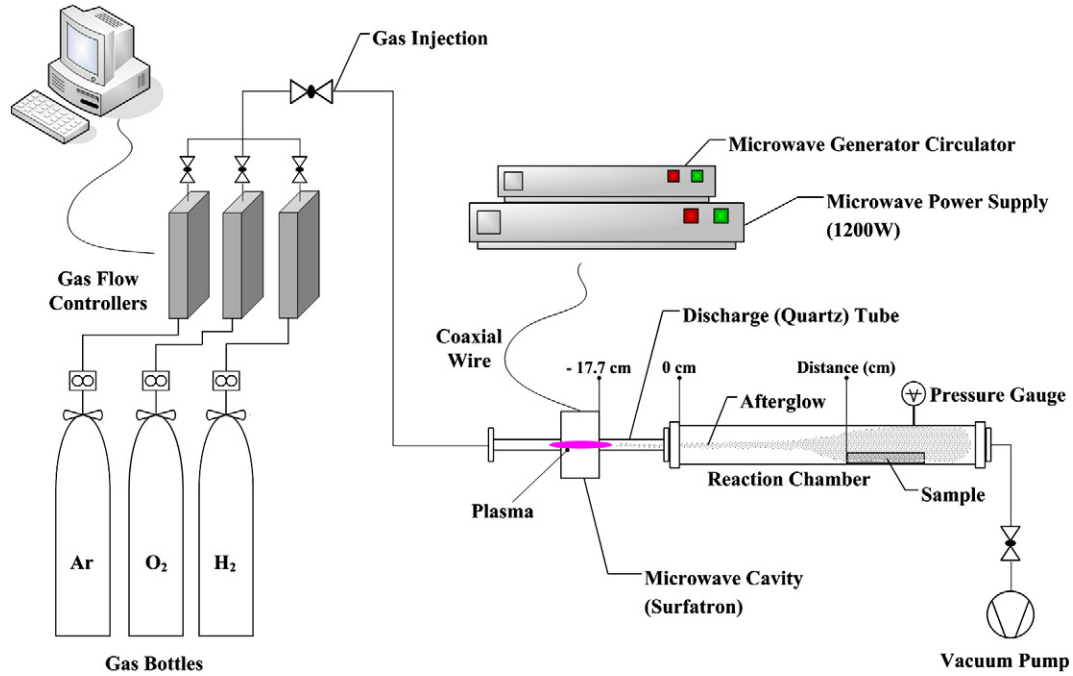 Gas Injection
Microwave Generator Circulator
Microwave Power Supply
(1200W)
Gas Flow
Controllers
Coaxial
Wire
Discharge (Quartz) Tube
- 17.7 cm
0 cm
Distance (cm)
Afterglow
Pressure Gauge
Reaction Chamber
Sample
Plasma
Ar
O₂
H₂
Microwave Cavity
(Surfatron)
Gas Bottles
Vacuum Pump